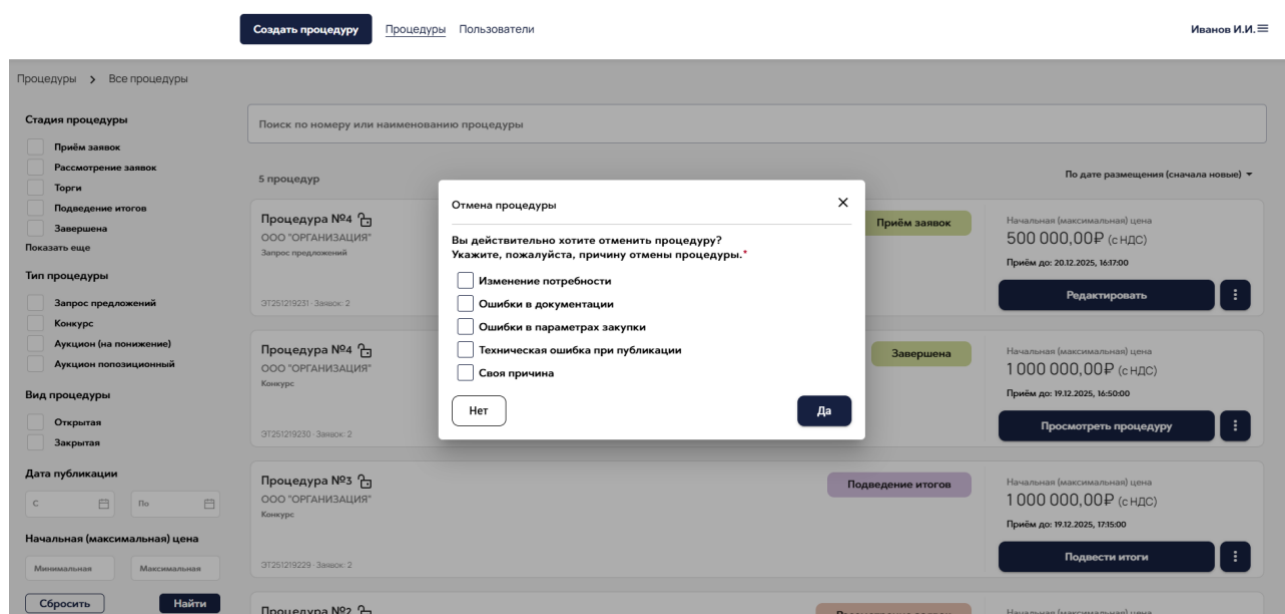 Создать процедуру
Процедуры
Пользователи
Иванов И.И.
Процедуры > Все процедуры
Стадия процедуры
Приём заявок
Рассмотрение заявок
Торги
Подведение итогов
Завершена
Показать еще
Тип процедуры
Запрос предложений
Конкурс
Аукцион (на понижение)
Аукцион попозиционный
Вид процедуры
Открытая
Закрытая
Дата публикации
С
По
Начальная (максимальная) цена
Минимальная
Максимальная
Сбросить
Найти
Поиск по номеру или наименованию процедуры
5 процедур
По дате размещения (сначала новые)
Процедура №4
ООО "ОРГАНИЗАЦИЯ"
Запрос предложений
ЭТ251219231 · Заявок: 2
Приём заявок
Начальная (максимальная) цена
500 000,00₽ (с НДС)
Приём до: 20.12.2025, 16:17:00
Редактировать
Процедура №4
ООО "ОРГАНИЗАЦИЯ"
Конкурс
ЭТ251219230 · Заявок: 2
Завершена
Начальная (максимальная) цена
1 000 000,00₽ (с НДС)
Приём до: 19.12.2025, 16:50:00
Просмотреть процедуру
Процедура №3
ООО "ОРГАНИЗАЦИЯ"
Конкурс
ЭТ251219229 · Заявок: 2
Подведение итогов
Начальная (максимальная) цена
1 000 000,00₽ (с НДС)
Приём до: 19.12.2025, 17:15:00
Подвести итоги
Процедура №2
Рассмотрение заявок
Начальная (максимальная) цена
Отмена процедуры
Вы действительно хотите отменить процедуру?
Укажите, пожалуйста, причину отмены процедуры.*
Изменение потребности
Ошибки в документации
Ошибки в параметрах закупки
Техническая ошибка при публикации
Своя причина
Нет
Да